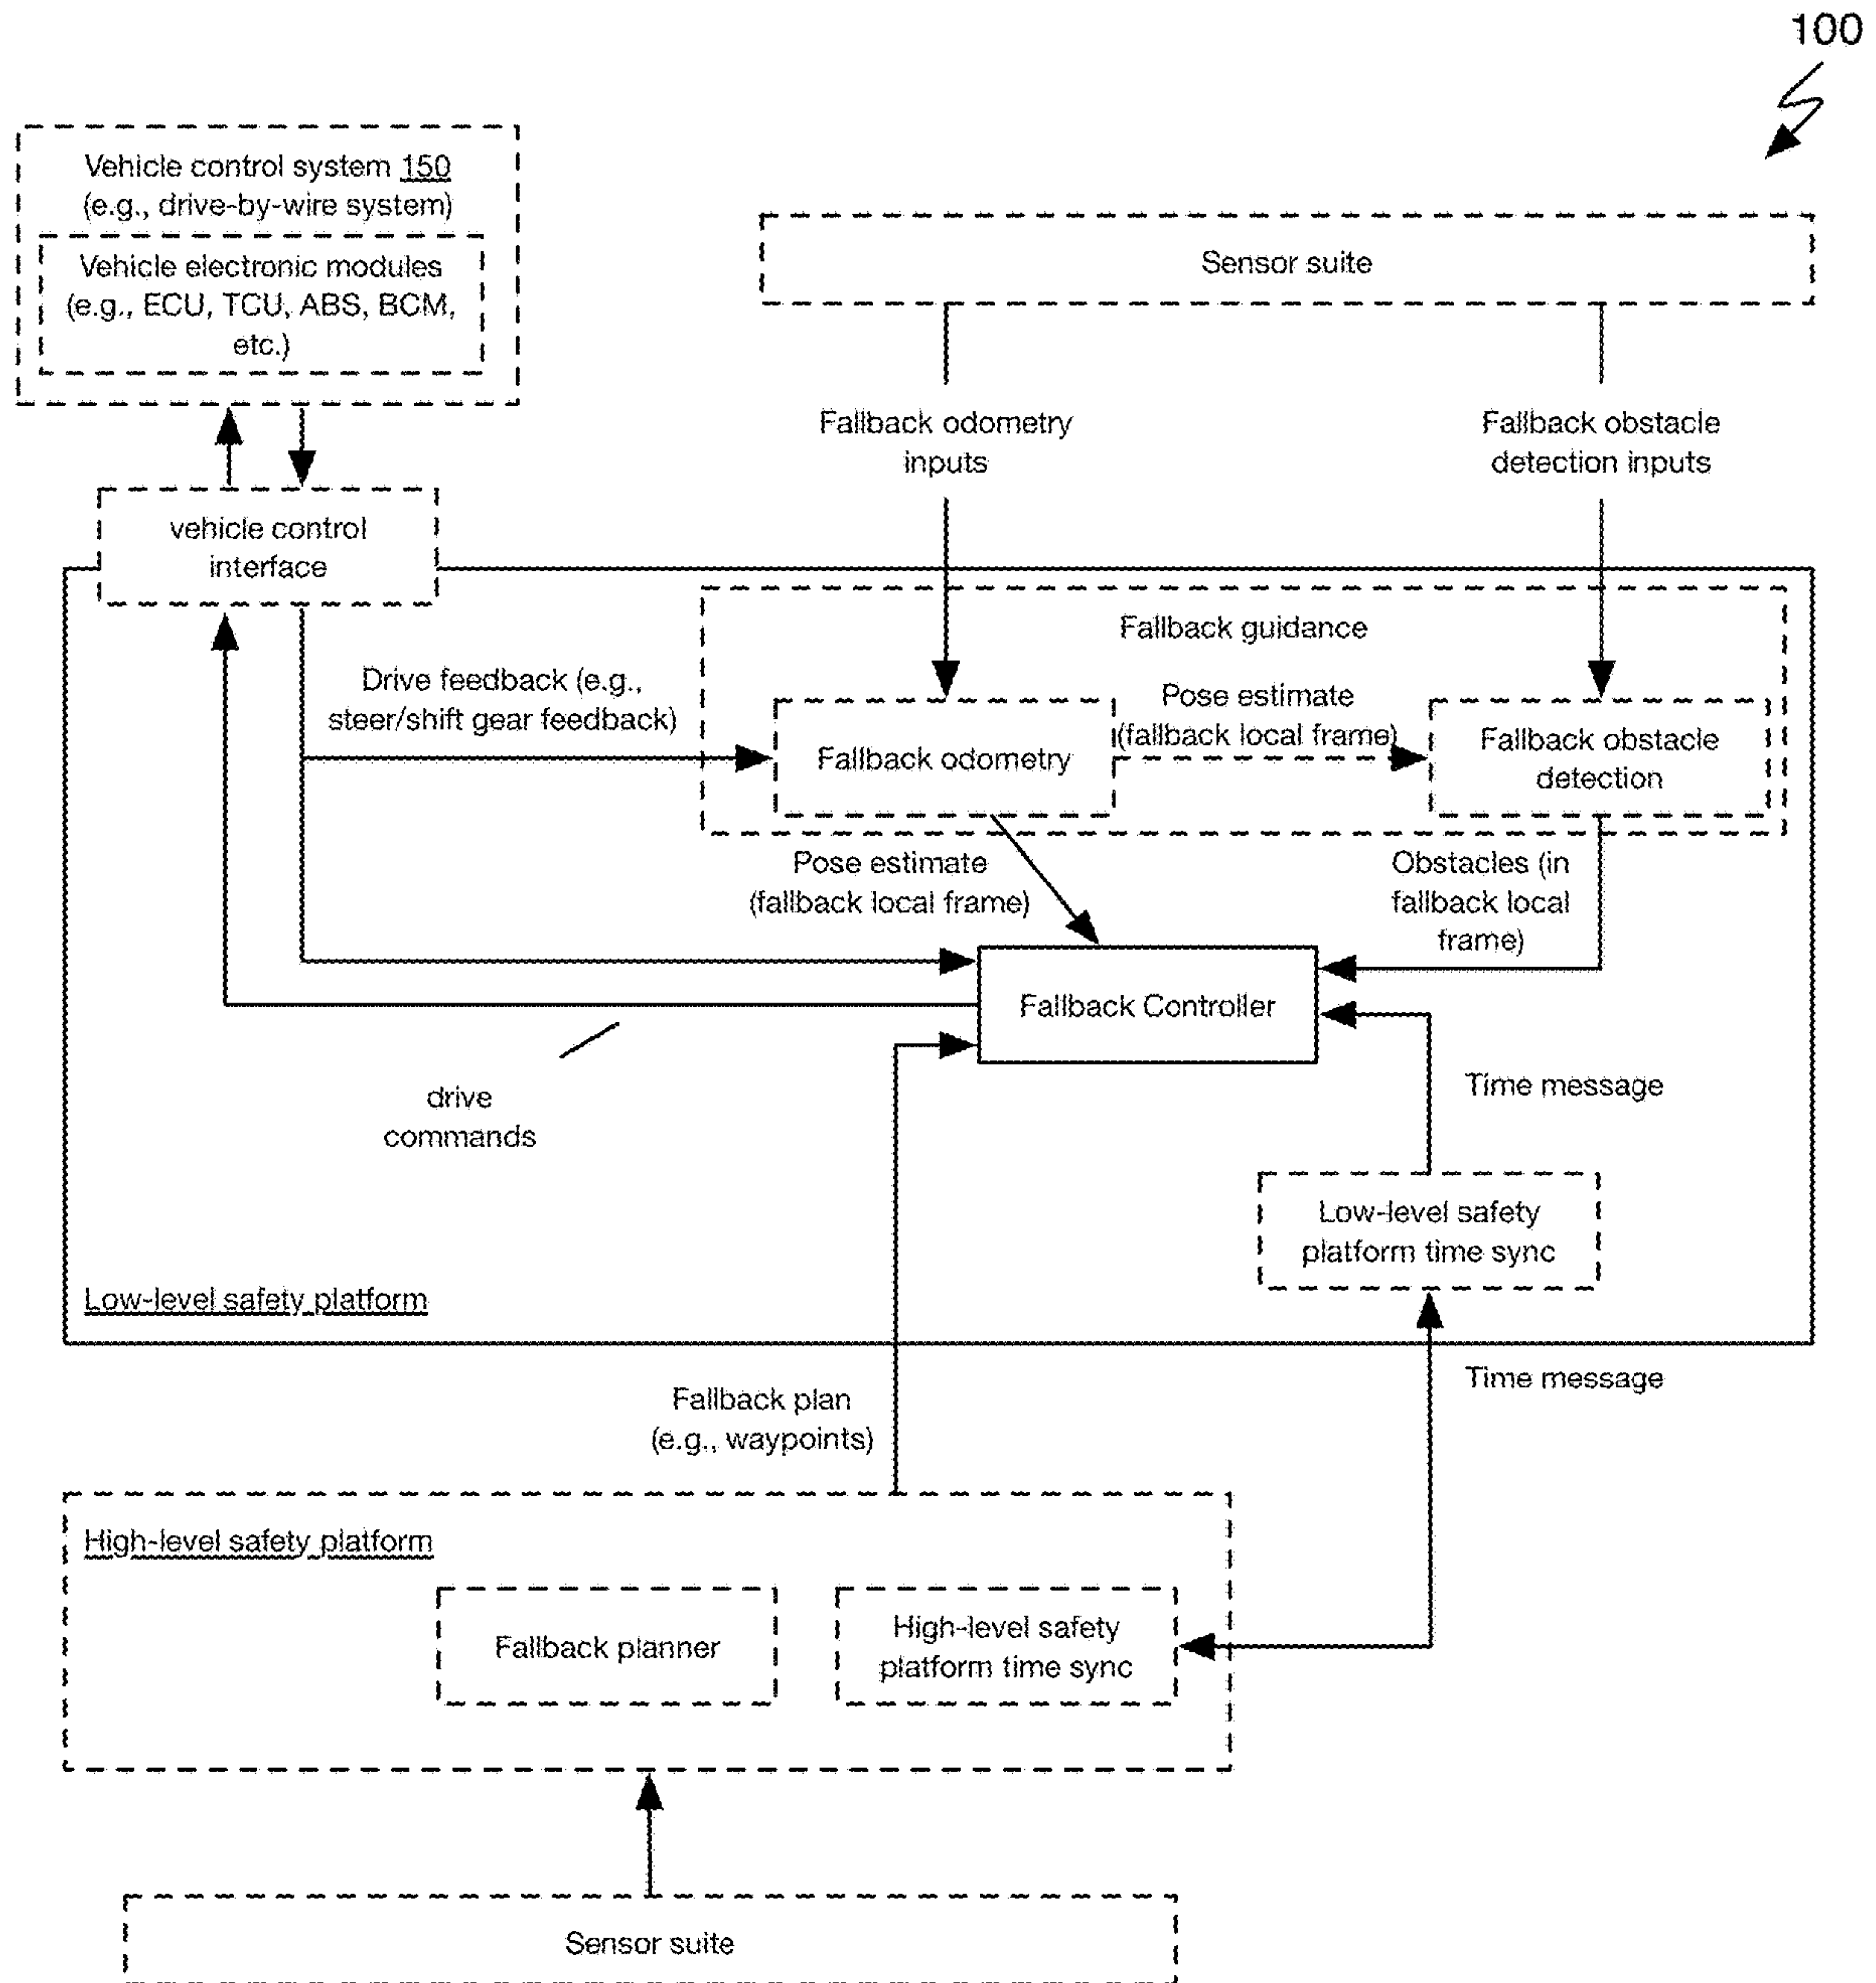 100
Vehicle control system 150
(e.g., drive-by-wire system)
Vehicle electronic modules
(e.g., ECU, TCU, ABS, BCM,
etc.)
Sensor suite
Fallback odometry
inputs
Fallback obstacle
detection inputs
vehicle control
interface
Fallback guidance
Drive feedback (e.g.,
steer/shift gear feedback)
Fallback odometry
Pose estimate
(fallback local frame)
Fallback obstacle
detection
Pose estimate
(fallback local frame)
Obstacles (in
fallback local
frame)
Fallback Controller
drive
commands
Time message
Low-level safety
platform time sync
Low-level safety platform
Time message
Fallback plan
(e.g., waypoints)
High-level safety platform
Fallback planner
High-level safety
platform time sync
Sensor suite